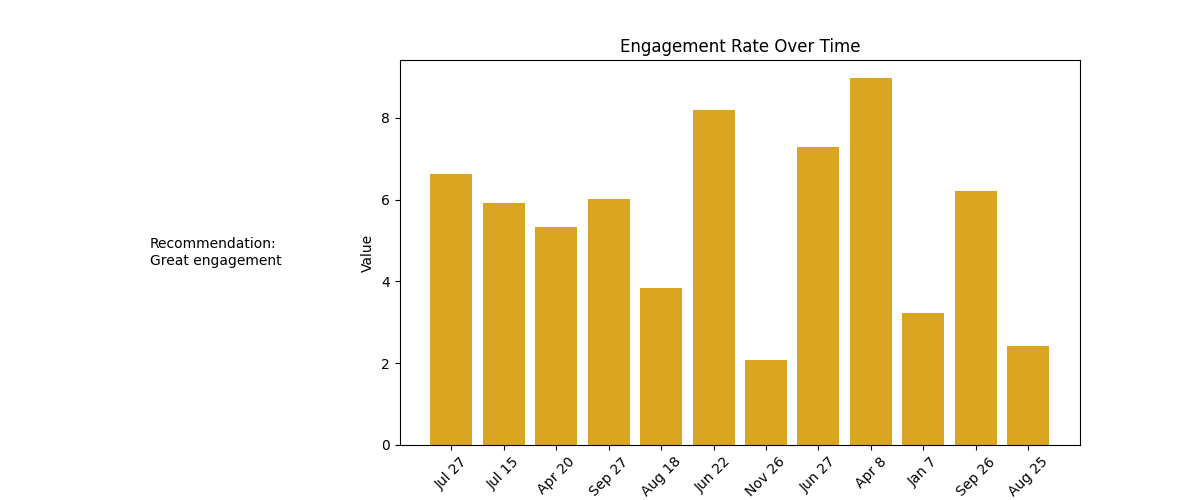 Engagement Rate Over Time
Recommendation:
Great engagement
Value
8
6
4
2
0
Jul 27
Jul 15
Apr 20
Sep 27
Aug 18
Jun 22
Nov 26
Jun 27
Apr 8
Jan 7
Sep 26
Aug 25